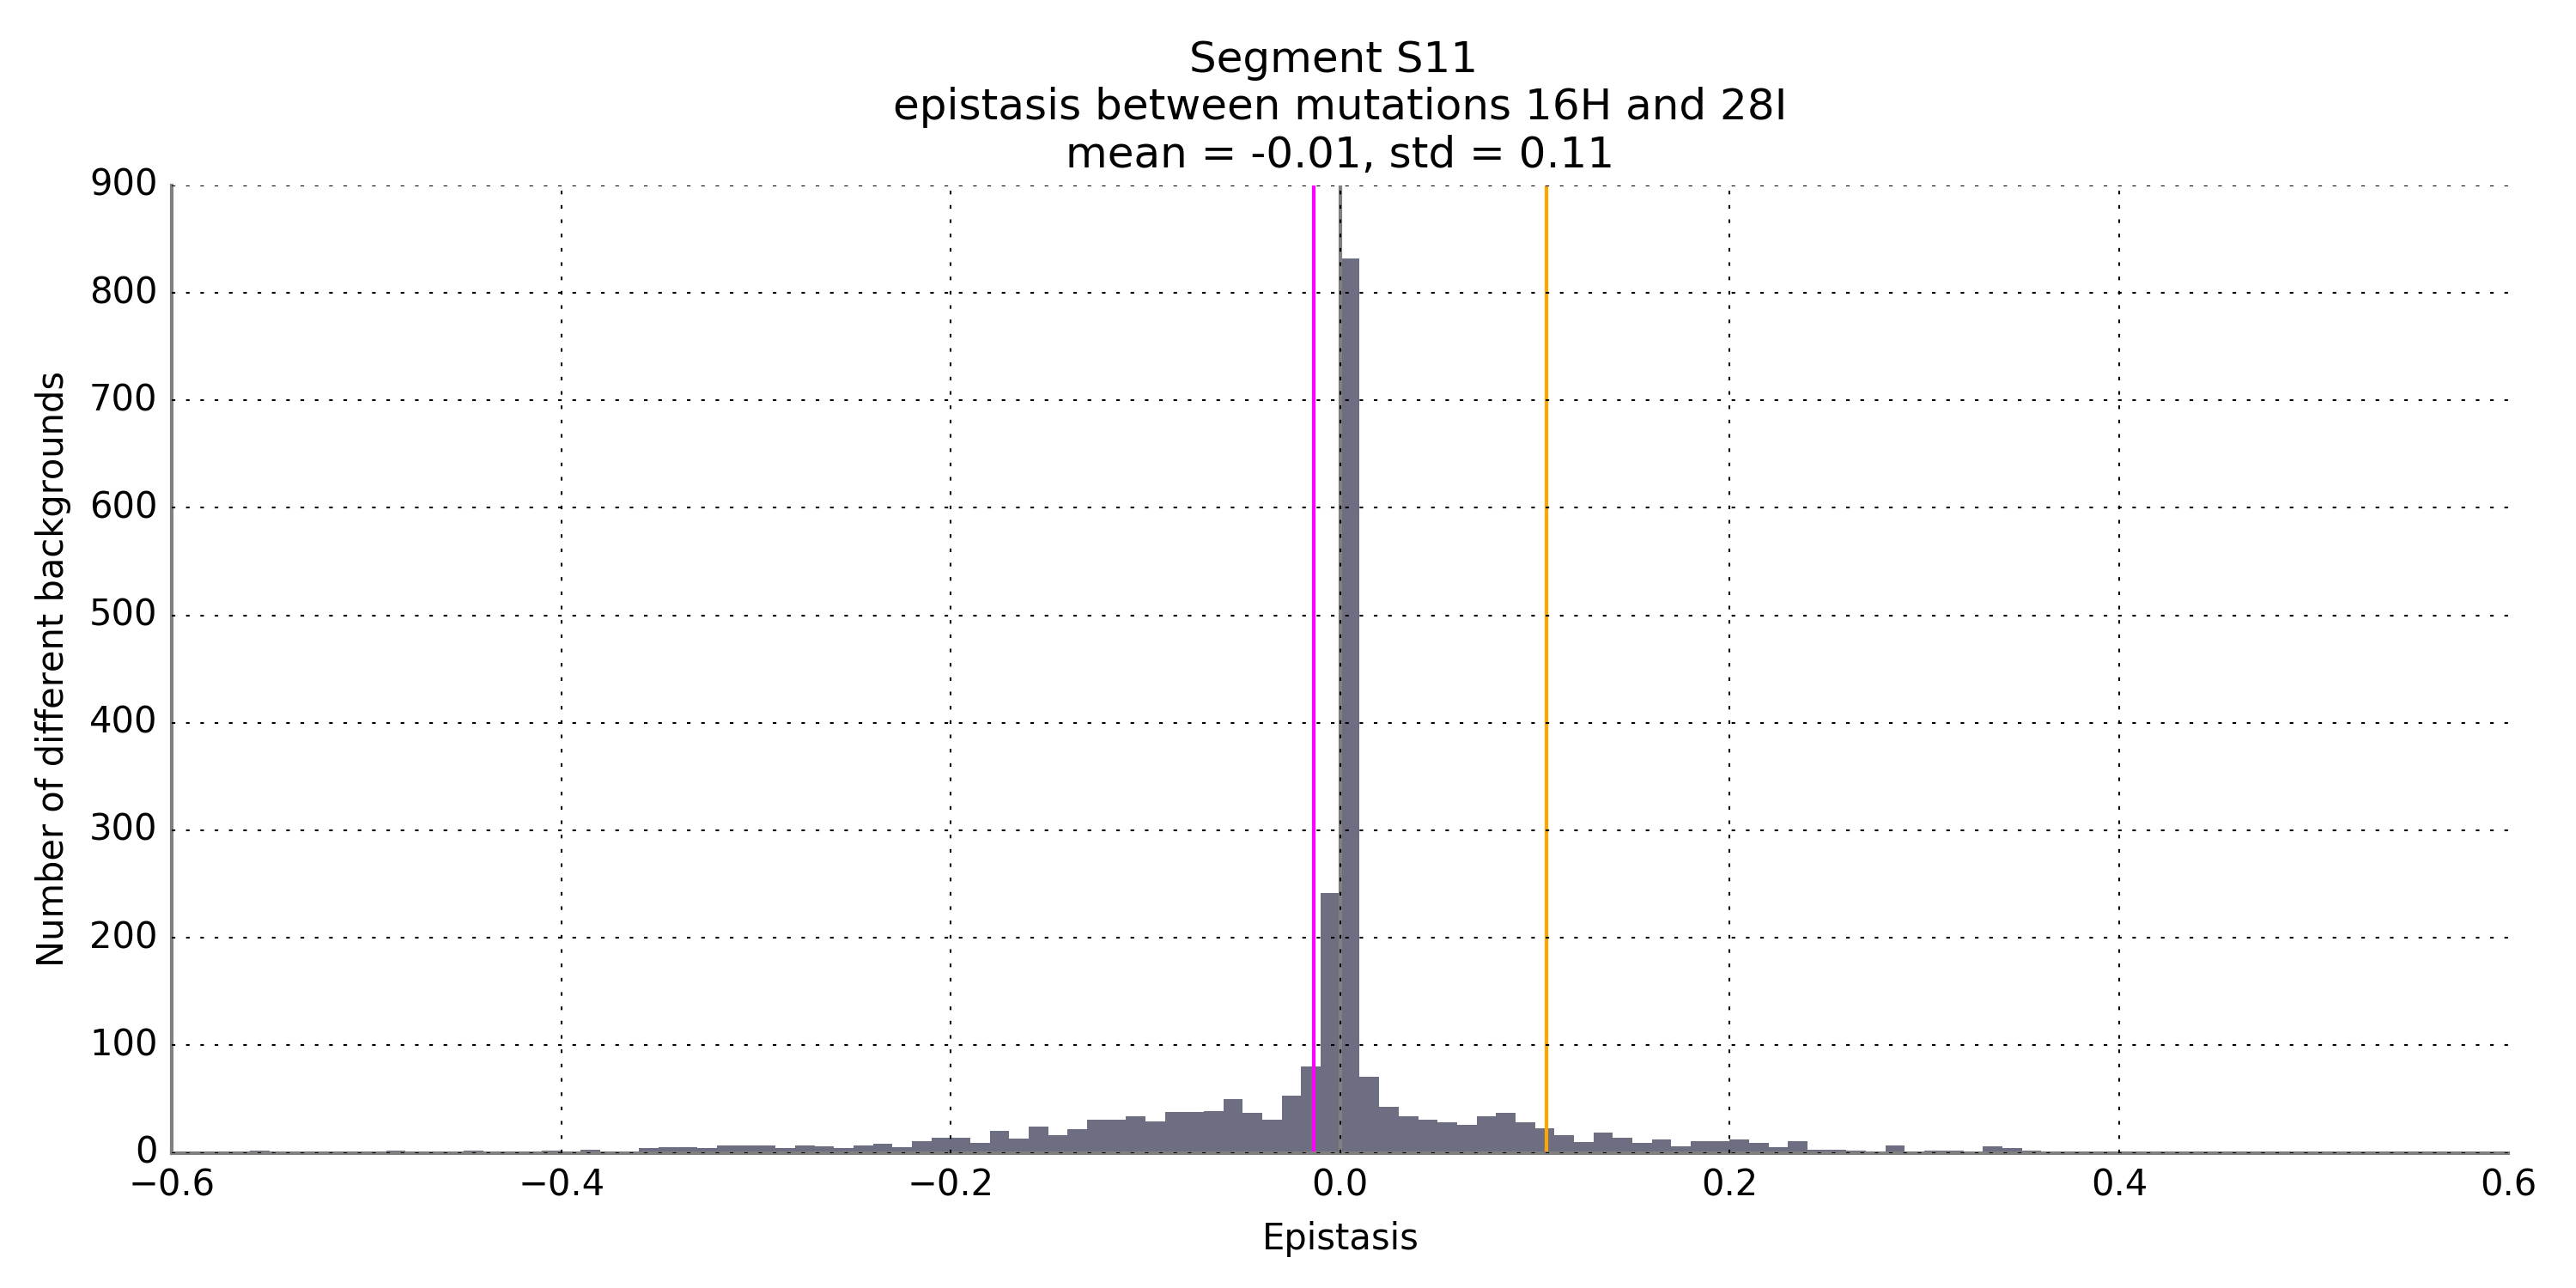 Segment S11
epistasis between mutations 16H and 28I
mean = -0.01, std = 0.11
900
800
700
600
500
400
300
200
100
0
Number of different backgrounds
−0.6 −0.4 −0.2 0.0 0.2 0.4 0.6
Epistasis